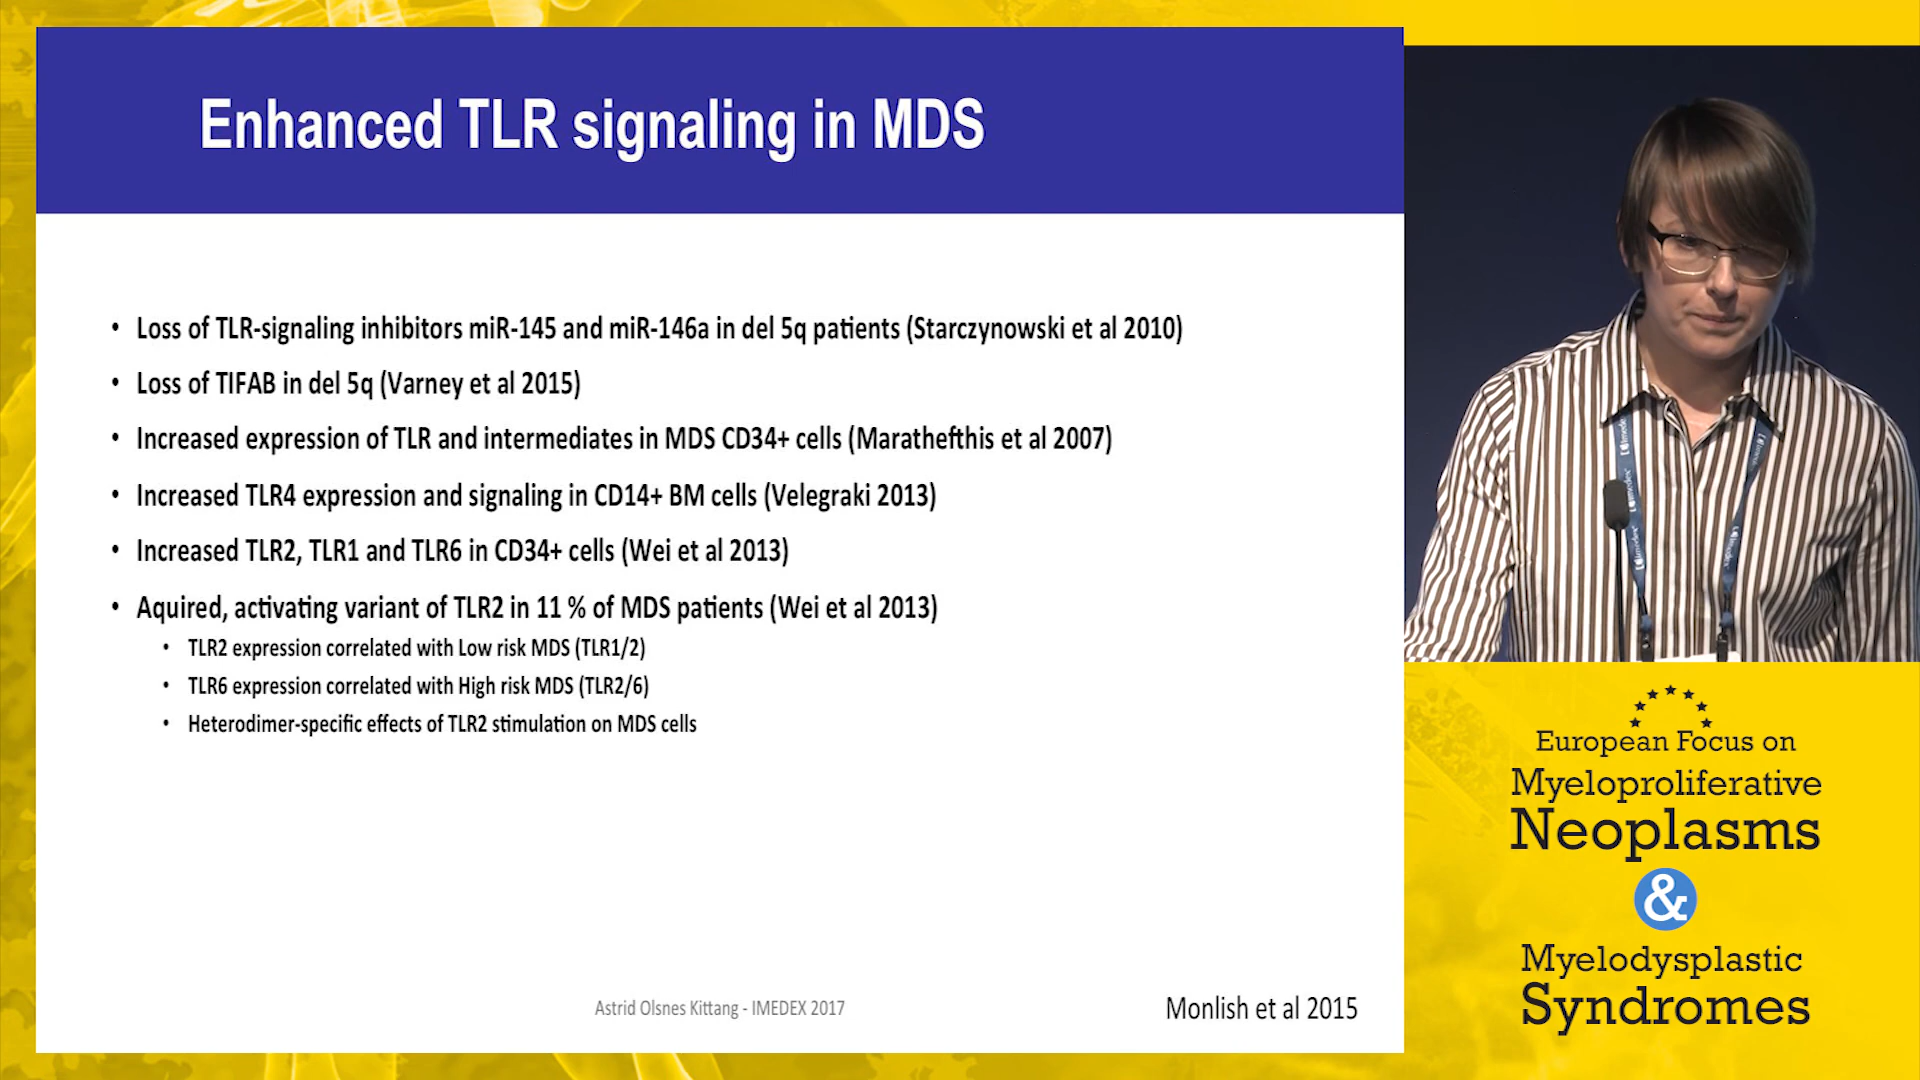 Enhanced TLR signaling in MDS
• Loss of TLR-signaling inhibitors miR-145 and miR-146a in del 5q patients (Starczynowski et al 2010)
• Loss of TIFAB in del 5q (Varney et al 2015)
• Increased expression of TLR and intermediates in MDS CD34+ cells (Marathefthis et al 2007)
• Increased TLR4 expression and signaling in CD14+ BM cells (Velegraki 2013)
• Increased TLR2, TLR1 and TLR6 in CD34+ cells (Wei et al 2013)
• Aquired, activating variant of TLR2 in 11 % of MDS patients (Wei et al 2013)
• TLR2 expression correlated with Low risk MDS (TLR1/2)
• TLR6 expression correlated with High risk MDS (TLR2/6)
• Heterodimer-specific effects of TLR2 stimulation on MDS cells
Astrid Olsnes Kittang - IMEDEX 2017
Monlish et al 2015
European Focus on
Myeloproliferative
Neoplasms
&
Myelodysplastic
Syndromes